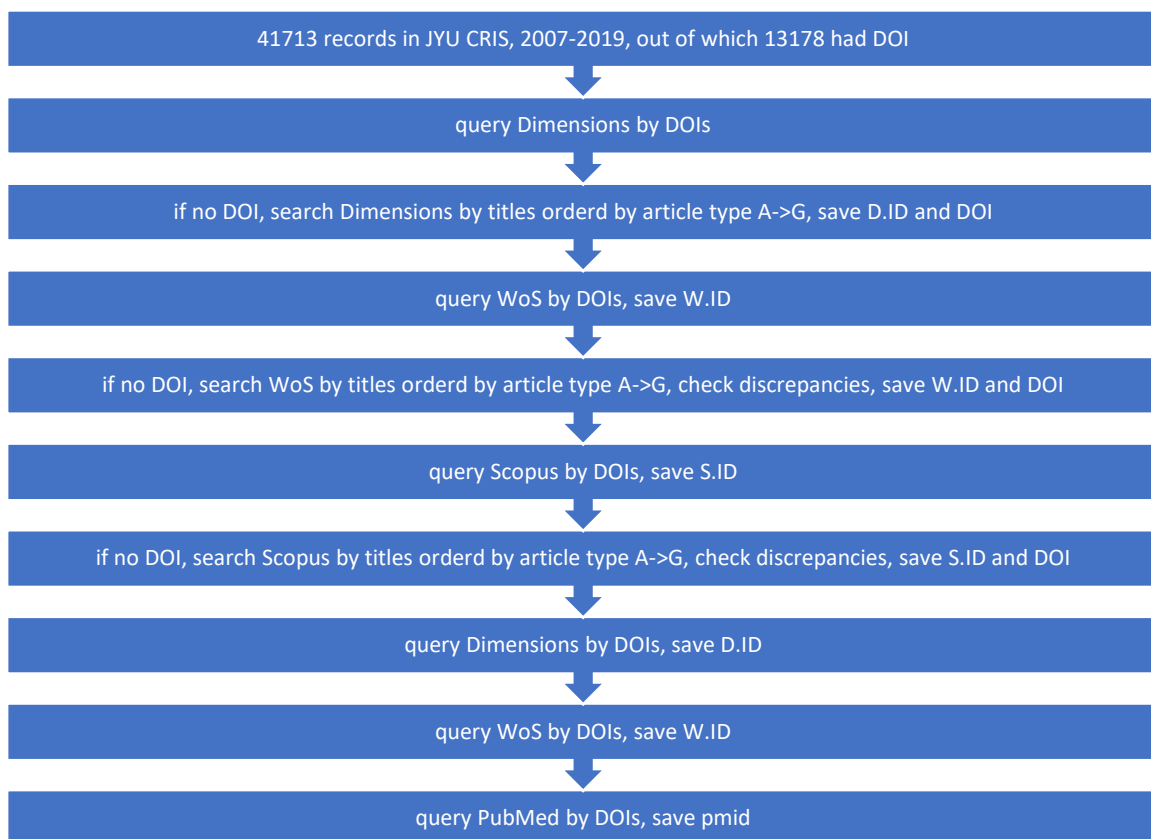 41713 records in JYU CRIS, 2007-2019, out of which 13178 had DOI
query Dimensions by DOIs
if no DOI, search Dimensions by titles orderd by article type A->G, save D.ID and DOI
query WoS by DOIs, save W.ID
if no DOI, search WoS by titles orderd by article type A->G, check discrepancies, save W.ID and DOI
query Scopus by DOIs, save S.ID
if no DOI, search Scopus by titles orderd by article type A->G, check discrepancies, save S.ID and DOI
query Dimensions by DOIs, save D.ID
query WoS by DOIs, save W.ID
query PubMed by DOIs, save pmid